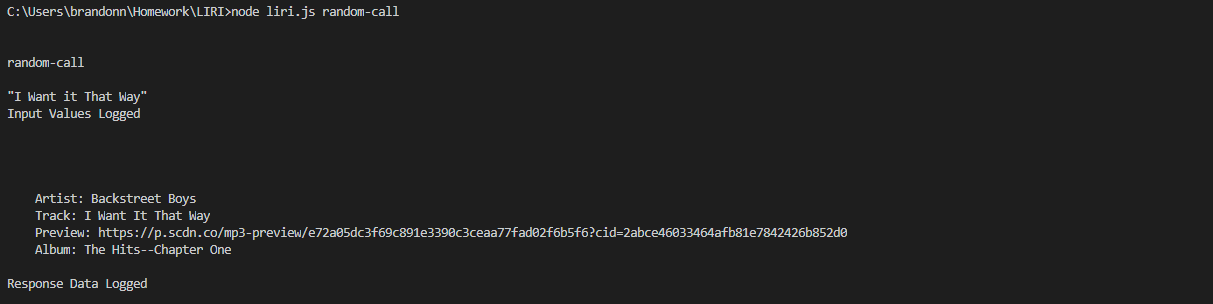 C:\Users\brandonn\Homework\LIRI>node liri.js random-call
random-call
"I Want it That Way"
Input Values Logged
Artist: Backstreet Boys
Track: I Want It That Way
Preview: https://p.scdn.co/mp3-preview/e72a05dc3f69c891e3390c3ceaa77fad02f6b5f6?cid=2abce46033464afb81e7842426b852d0
Album: The Hits--Chapter One
Response Data Logged